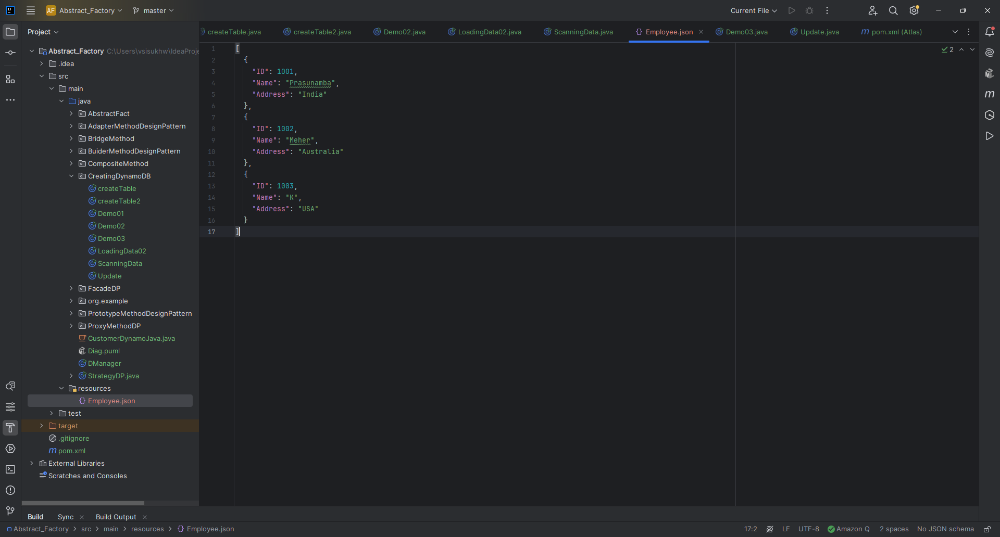 AF Abstract_Factory master Current File
Project
createTable.java createTable2.java Demo02.java LoadingData02.java ScanningData.java {} Employee.json Demo03.java Update.java m pom.xml (Atlas)
Abstract_Factory C:\Users\vsisukhw\IdeaProje
.idea
src
main
java
AbstractFact
AdapterMethodDesignPattern
BridgeMethod
BuiderMethodDesignPattern
CompositeMethod
CreatingDynamoDB
createTable
createTable2
Demo01
Demo02
Demo03
LoadingData02
ScanningData
Update
FacadeDP
org.example
PrototypeMethodDesignPattern
ProxyMethodDP
CustomerDynamoJava.java
Diag.puml
DManager
StrategyDP.java
resources
{} Employee.json
test
target
.gitignore
m pom.xml
External Libraries
Scratches and Consoles
1 [
2 {
3 "ID": 1001,
4 "Name": "Prasunamba",
5 "Address": "India"
6 },
7 {
8 "ID": 1002,
9 "Name": "Meher",
10 "Address": "Australia"
11 },
12 {
13 "ID": 1003,
14 "Name": "K",
15 "Address": "USA"
16 }
17 ]
2
m
Build Sync Build Output
Abstract_Factory > src > main > resources > {} Employee.json
17:2 LF UTF-8 Amazon Q 2 spaces No JSON schema